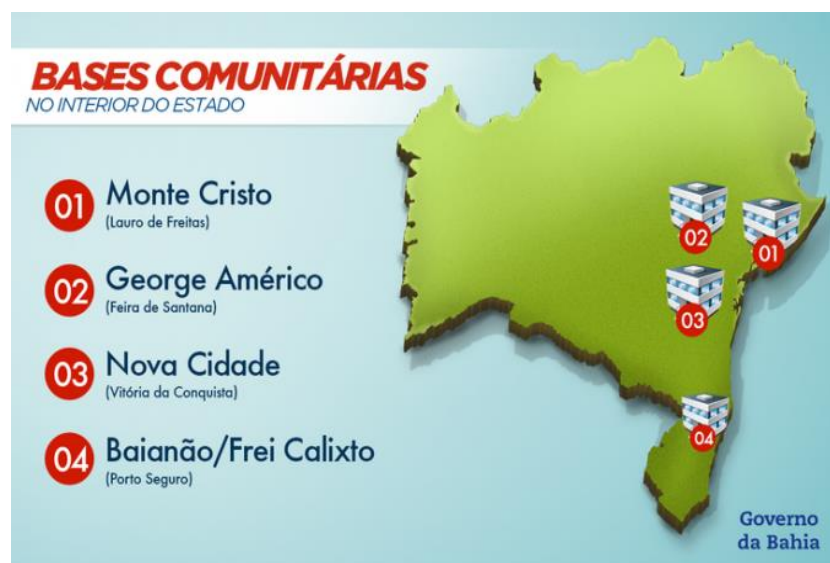 BASES COMUNITÁRIAS
NO INTERIOR DO ESTADO
01 Monte Cristo
(Lauro de Freitas)
02 George Américo
(Feira de Santana)
03 Nova Cidade
(Vitória da Conquista)
04 Baianão/Frei Calixto
(Porto Seguro)
02
01
03
04
Governo
da Bahia